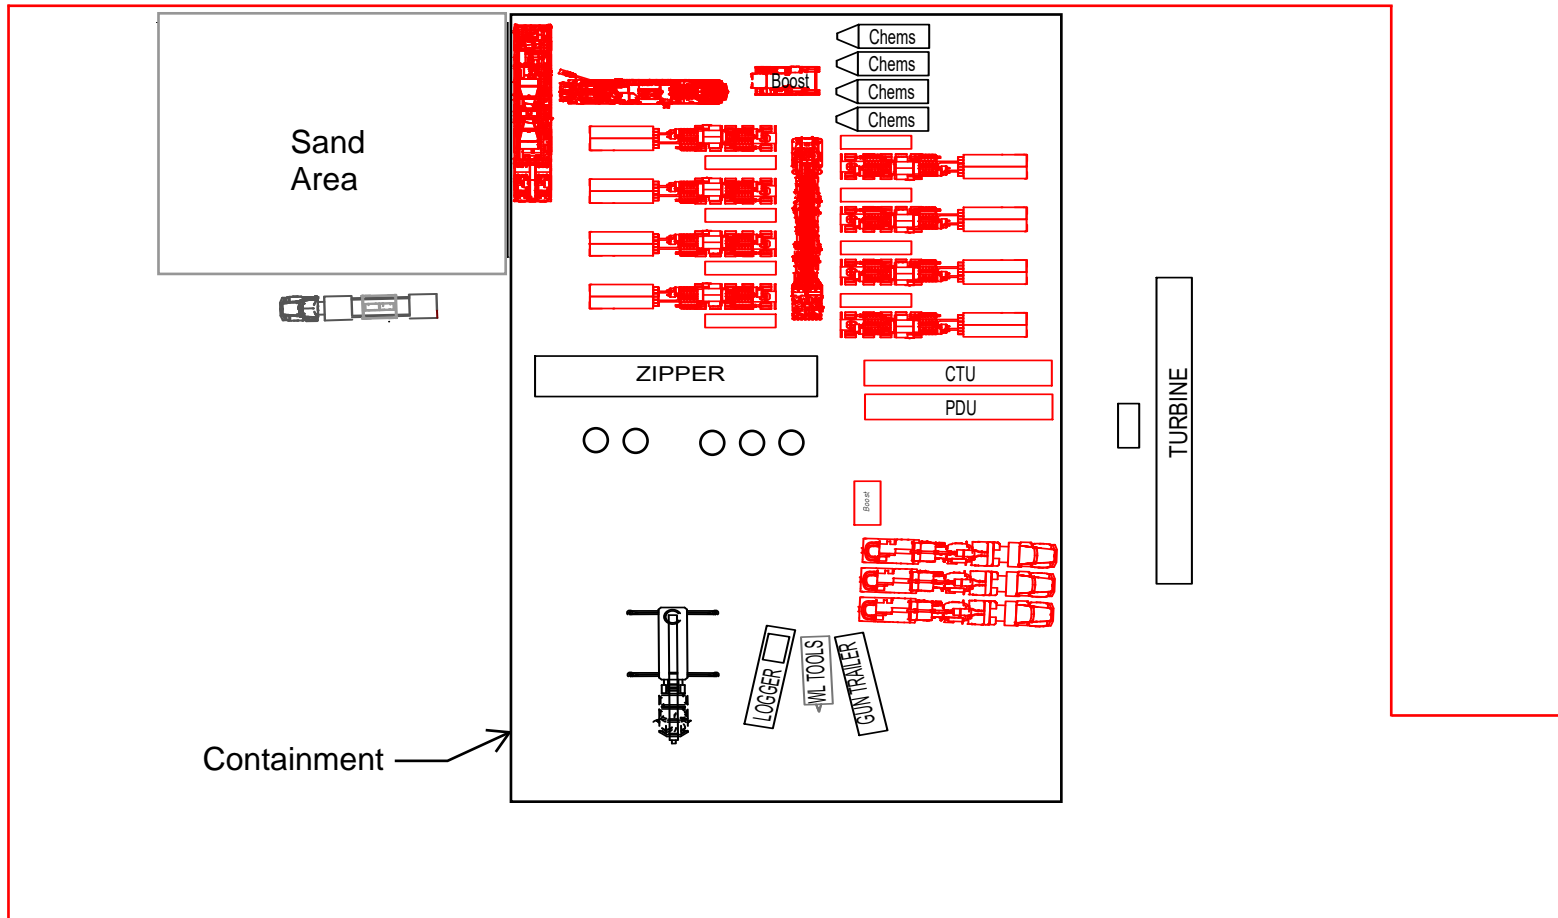 Chems
Chems
Boost
Chems
Chems
Sand
Area
ZIPPER
CTU
PDU
TURBINE
Boost
LOGGER
WL TOOLS
GUN TRAILER
Containment